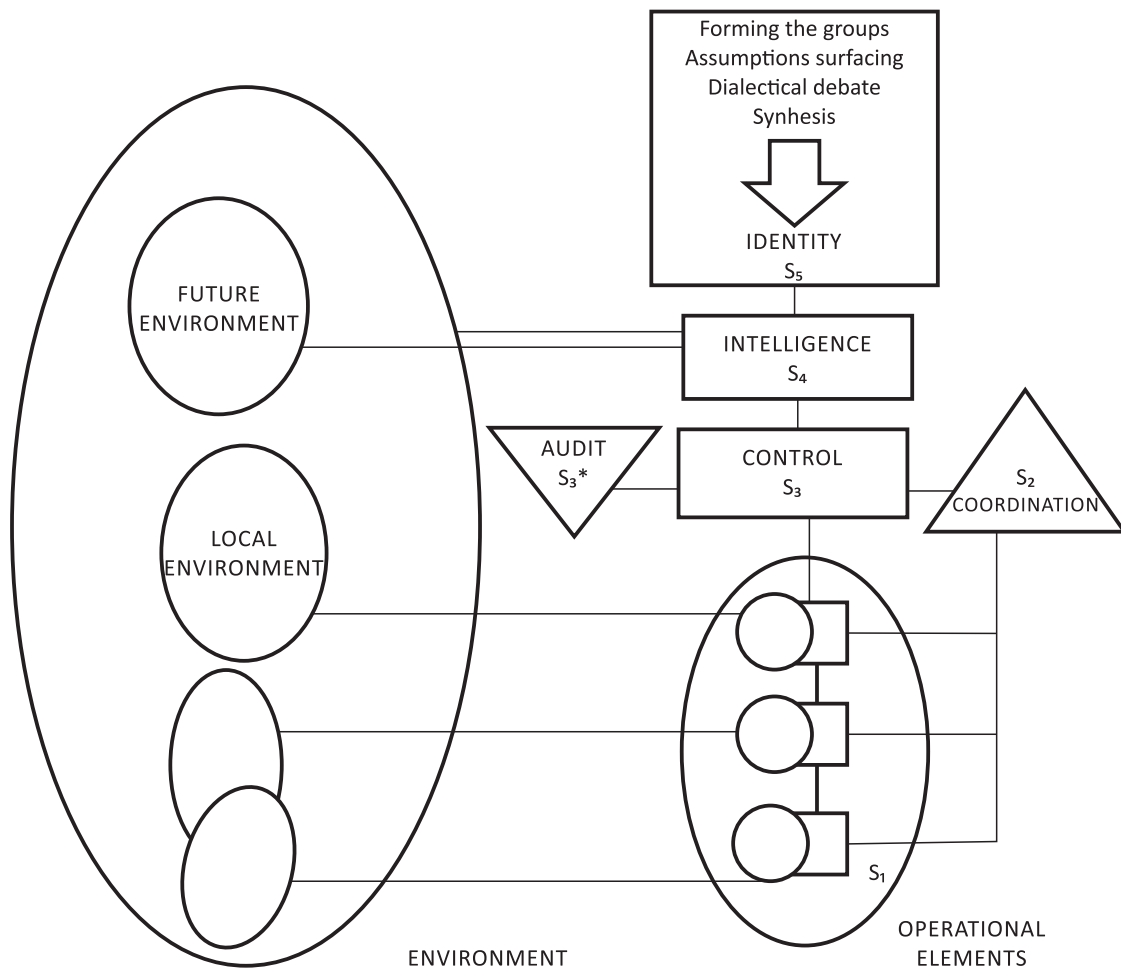 Forming the groups
Assumptions surfacing
Dialectical debate
Synhesis
IDENTITY
S₅
FUTURE
ENVIRONMENT
INTELLIGENCE
S₄
AUDIT
S₃*
CONTROL
S₃
S₂
COORDINATION
LOCAL
ENVIRONMENT
S₁
OPERATIONAL
ELEMENTS
ENVIRONMENT